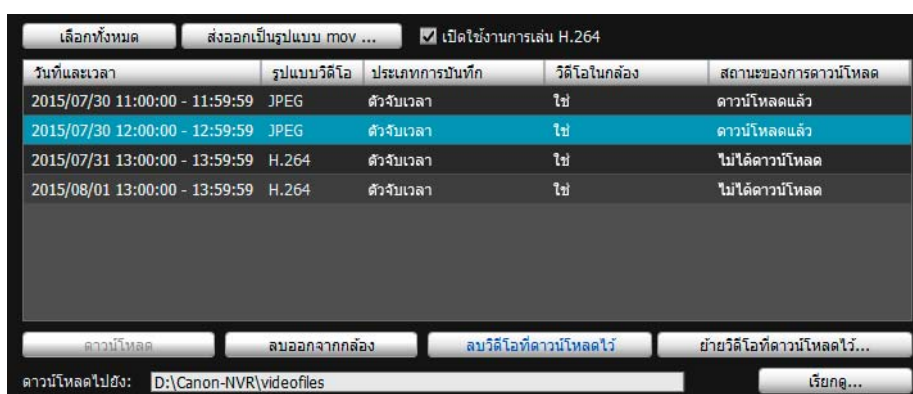 เลือกทั้งหมด ส่งออกเป็นรูปแบบ mov ... เปิดใช้งานการเล่น H.264
วันที่และเวลา รูปแบบวิดีโอ ประเภทการบันทึก วิดีโอในกล้อง สถานะของการดาวน์โหลด
2015/07/30 11:00:00 - 11:59:59 JPEG ตัวจับเวลา ใช่ ดาวน์โหลดแล้ว
2015/07/30 12:00:00 - 12:59:59 JPEG ตัวจับเวลา ใช่ ดาวน์โหลดแล้ว
2015/07/31 13:00:00 - 13:59:59 H.264 ตัวจับเวลา ใช่ ไม่ได้ดาวน์โหลด
2015/08/01 13:00:00 - 13:59:59 H.264 ตัวจับเวลา ใช่ ไม่ได้ดาวน์โหลด
ดาวน์โหลด ลบออกจากกล้อง ลบวิดีโอที่ดาวน์โหลดไว้ ย้ายวิดีโอที่ดาวน์โหลดไว้...
ดาวน์โหลดไปยัง: D:\Canon-NVR\videofiles เรียกดู...